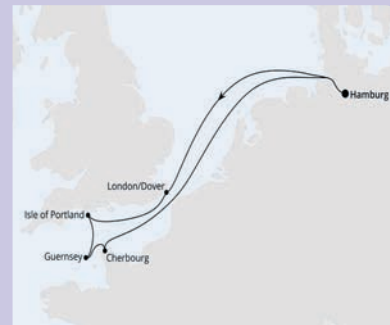 Hamburg
London/Dover
Isle of Portland
Guernsey
Cherbourg